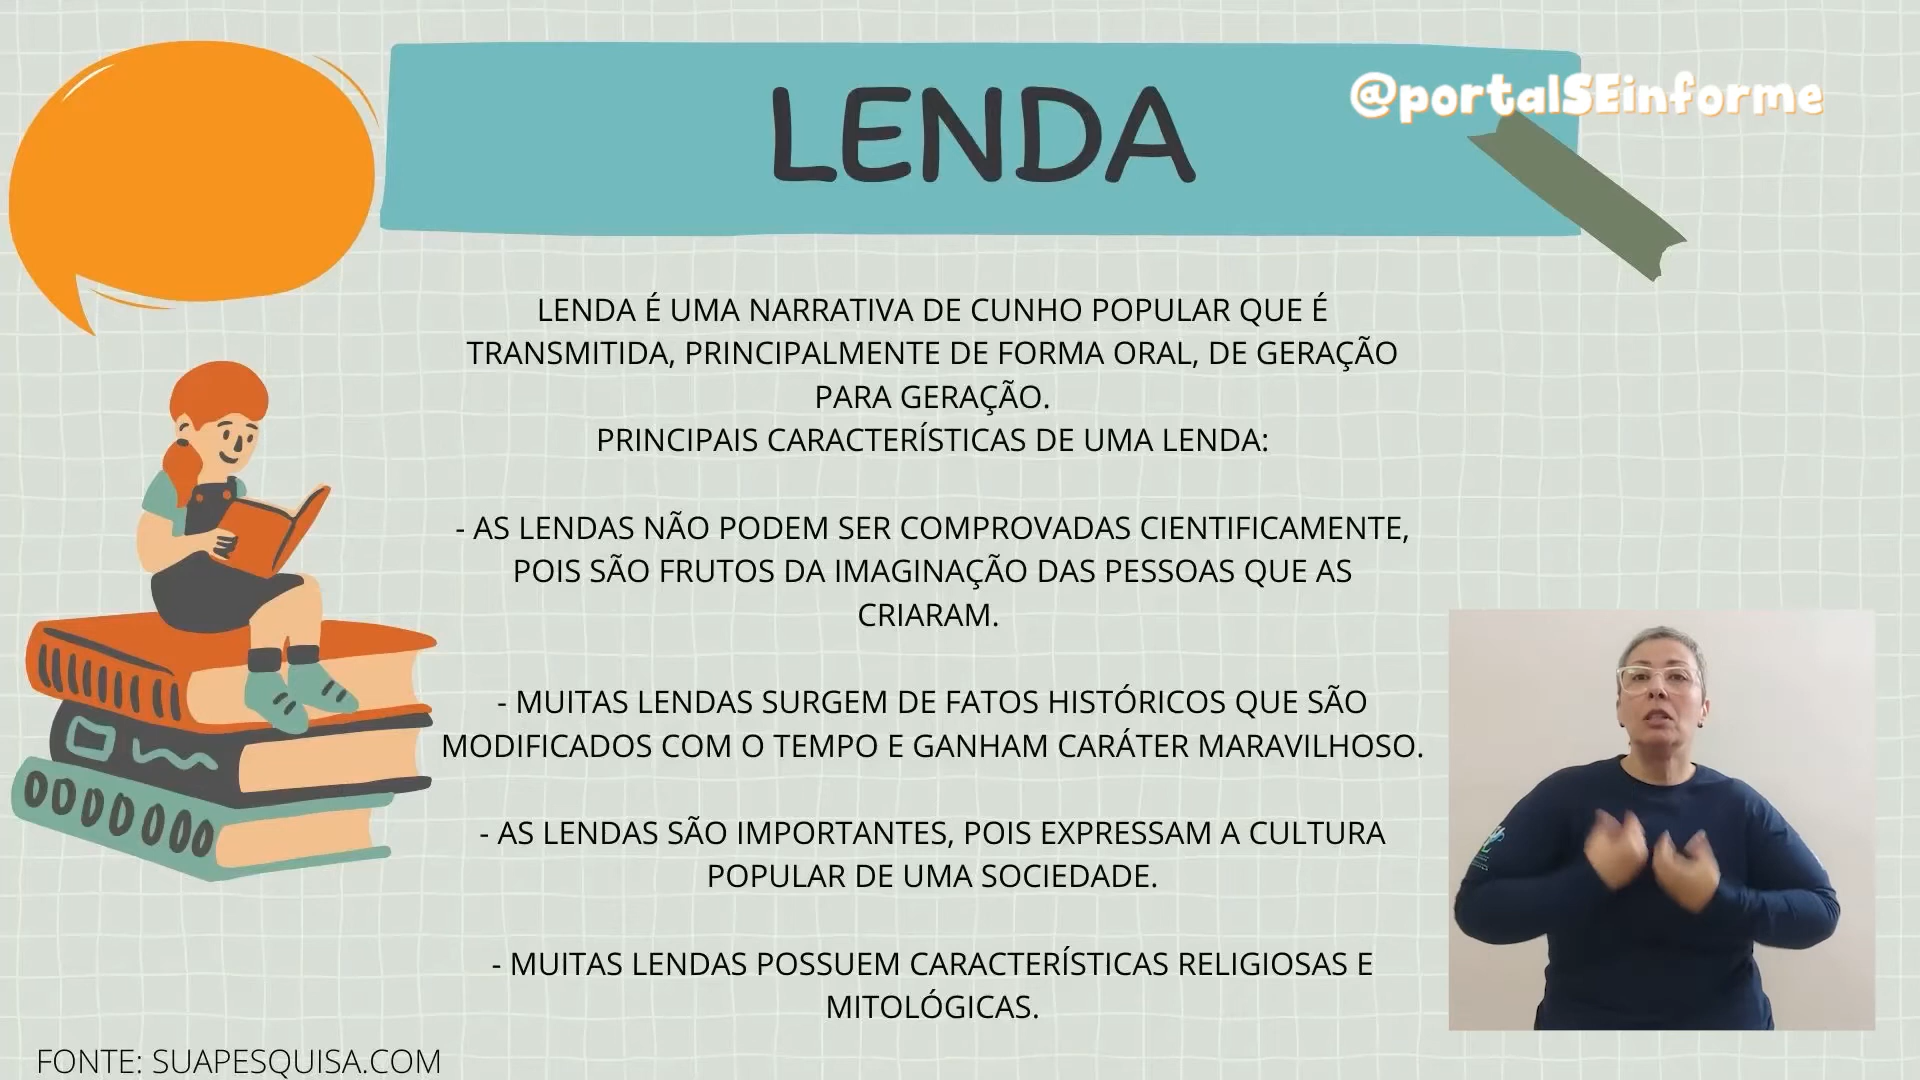 LENDA
@portalSEinforme
LENDA É UMA NARRATIVA DE CUNHO POPULAR QUE É
TRANSMITIDA, PRINCIPALMENTE DE FORMA ORAL, DE GERAÇÃO
PARA GERAÇÃO.
PRINCIPAIS CARACTERÍSTICAS DE UMA LENDA:
- AS LENDAS NÃO PODEM SER COMPROVADAS CIENTIFICAMENTE,
POIS SÃO FRUTOS DA IMAGINAÇÃO DAS PESSOAS QUE AS
CRIARAM.
- MUITAS LENDAS SURGEM DE FATOS HISTÓRICOS QUE SÃO
MODIFICADOS COM O TEMPO E GANHAM CARÁTER MARAVILHOSO.
- AS LENDAS SÃO IMPORTANTES, POIS EXPRESSAM A CULTURA
POPULAR DE UMA SOCIEDADE.
- MUITAS LENDAS POSSUEM CARACTERÍSTICAS RELIGIOSAS E
MITOLÓGICAS.
FONTE: SUAPESQUISA.COM